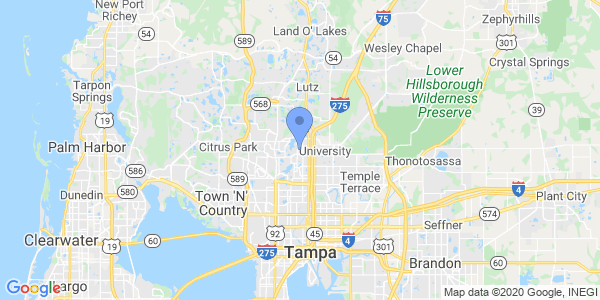 New Port
Richey
54
589
Land O' Lakes
75
Wesley Chapel
Zephyrhills
54
301
Crystal Springs
54
Lutz
Lower
Hillsborough
Wilderness
Preserve
Tarpon
Springs
19
568
275
39
Palm Harbor
Citrus Park
University
Thonotosassa
586
589
Temple
Terrace
Dunedin
580
Town 'N'
Country
4
Plant City
574
Seffner
Clearwater
19
60
92
45
275
Tampa
4
301
60
Brandon
Largo
Google
Map data ©2020 Google, INEGI